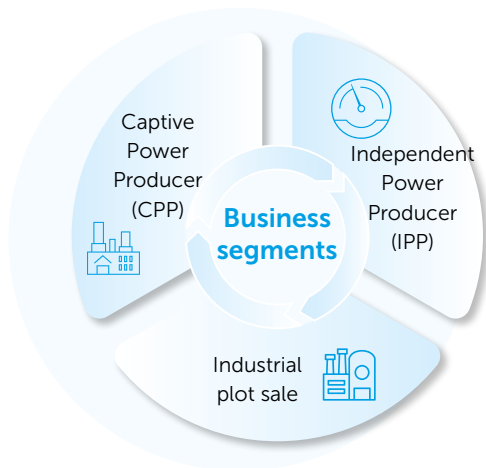 Captive
Power
Producer
(CPP)
Independent
Power
Producer
(IPP)
Business
segments
Industrial
plot sale